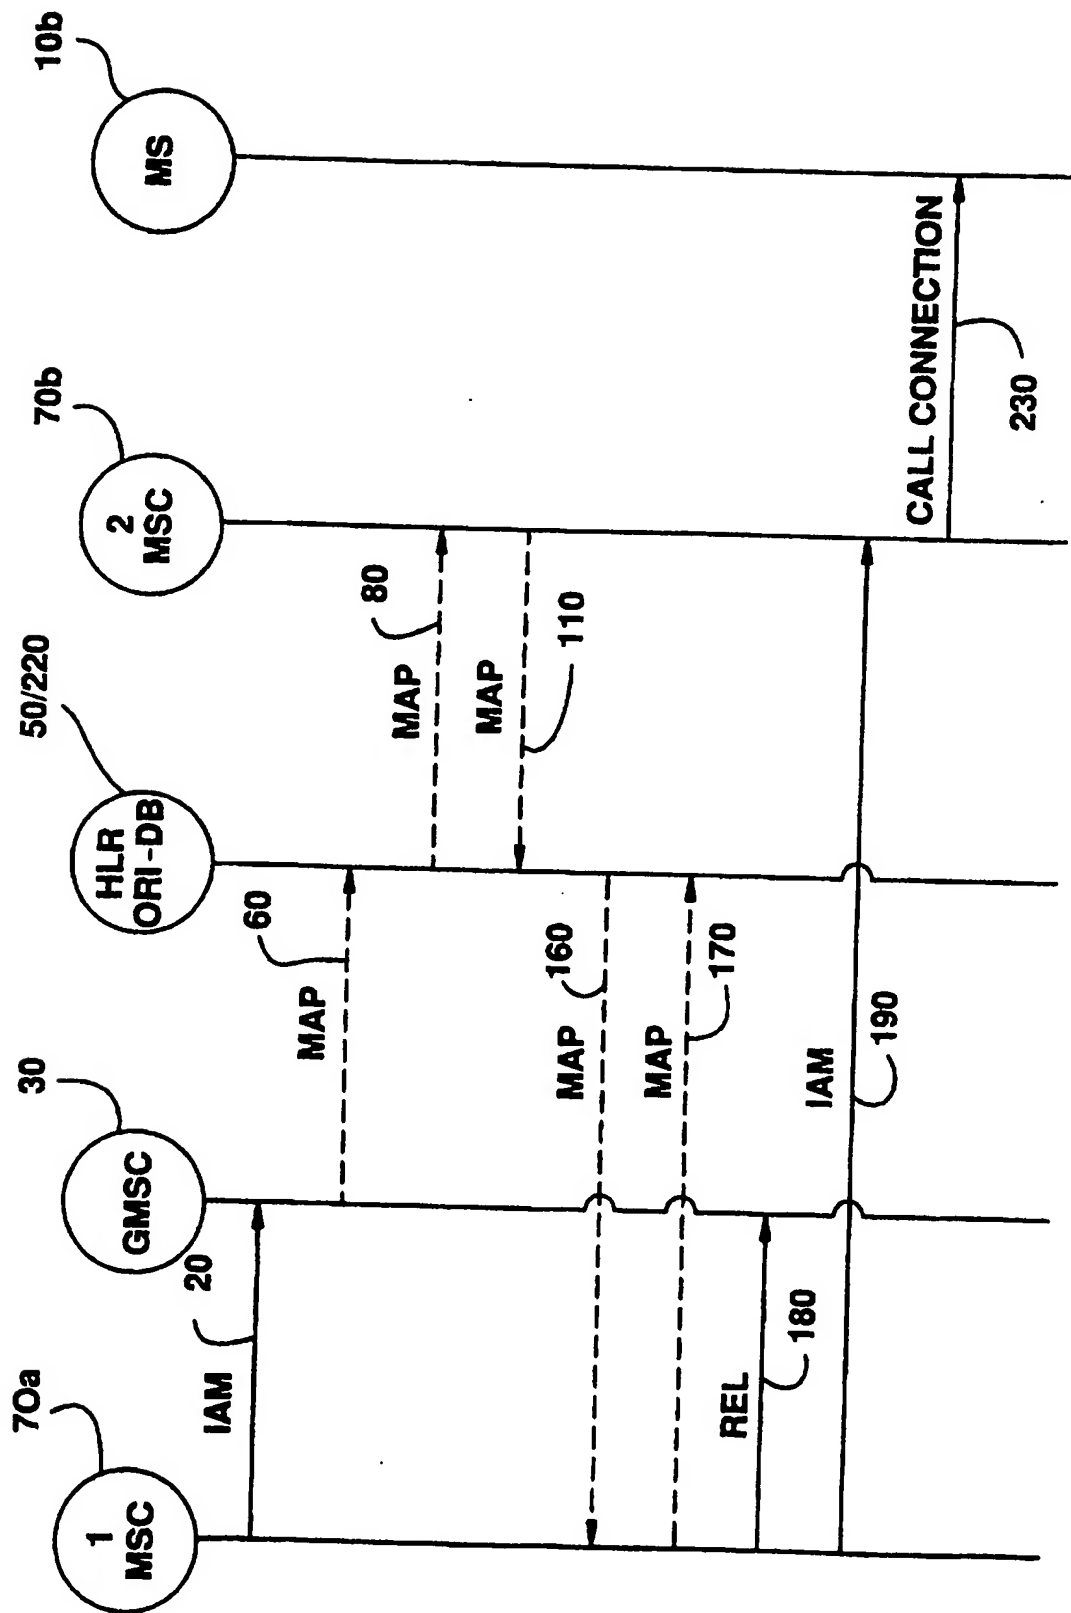 70a
30
50/220
70b
10b
1
MSC
GMSC
HLR
ORI-DB
2
MSC
MS
IAM
20
MAP
60
MAP
80
MAP
110
MAP
160
MAP
170
REL
180
IAM
190
CALL CONNECTION
230